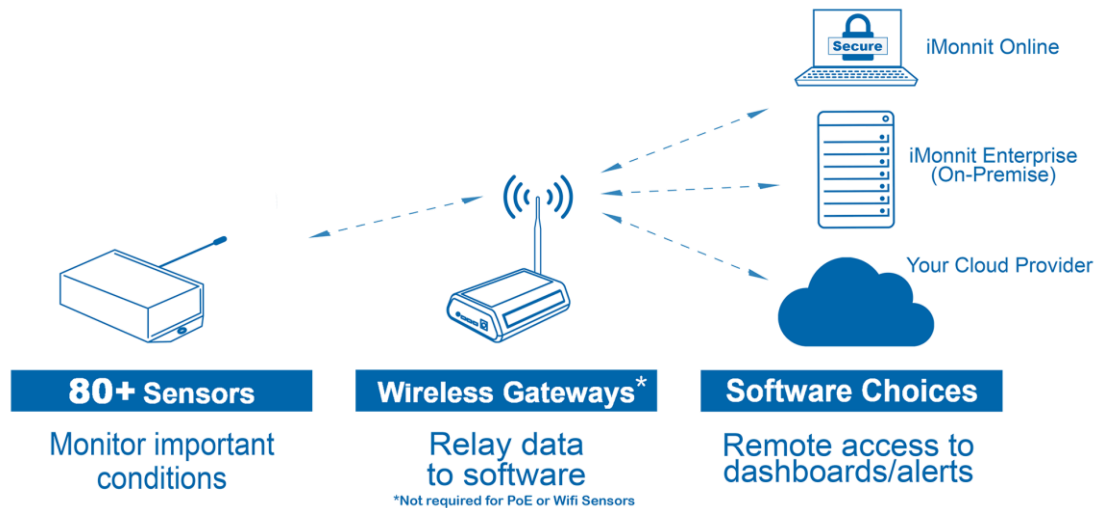 Secure
iMonnit Online
iMonnit Enterprise
(On-Premise)
Your Cloud Provider
80+ Sensors
Monitor important
conditions
Wireless Gateways*
Relay data
to software
*Not required for PoE or Wifi Sensors
Software Choices
Remote access to
dashboards/alerts